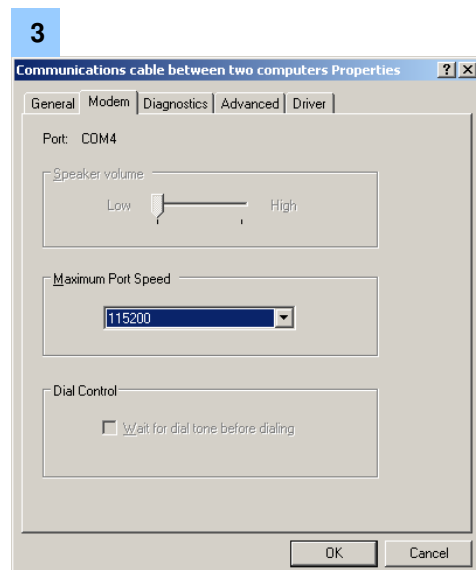 3
Communications cable between two computers Properties
General Modem Diagnostics Advanced Driver
Port: COM4
Speaker volume
Low High
Maximum Port Speed
115200
Dial Control
Wait for dial tone before dialing
OK Cancel